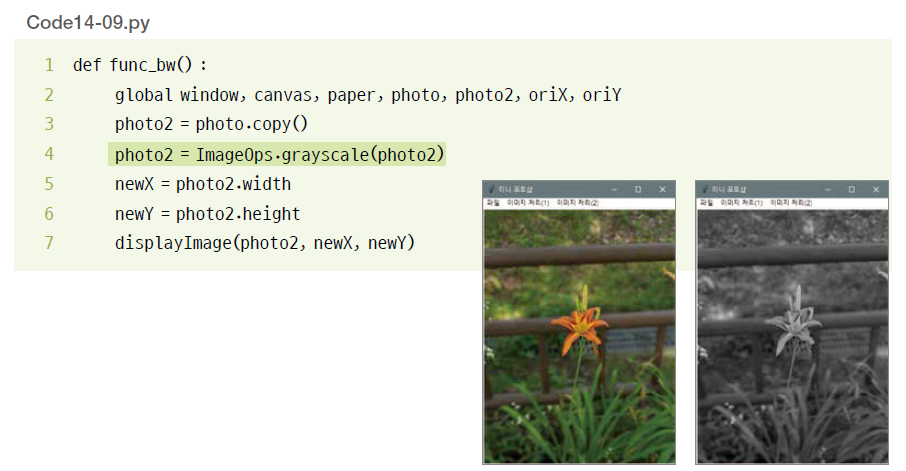 Code14-09.py
1 def func_bw() :
2 global window, canvas, paper, photo, photo2, oriX, oriY
3 photo2 = photo.copy()
4 photo2 = ImageOps.grayscale(photo2)
5 newX = photo2.width
6 newY = photo2.height
7 displayImage(photo2, newX, newY)
미니 포토샵
파일 이미지 처리(1) 이미지 처리(2)
미니 포토샵
파일 이미지 처리(1) 이미지 처리(2)